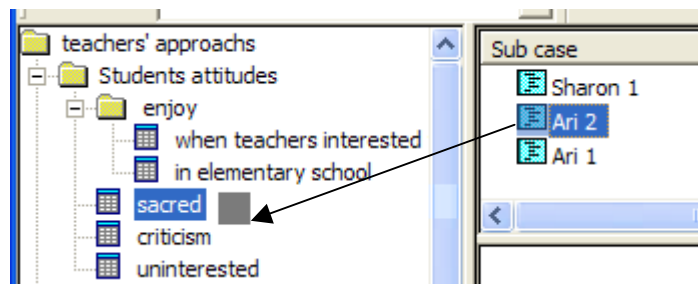 teachers' approachs
Students attitudes
enjoy
when teachers interested
in elementary school
sacred
criticism
uninterested
Sub case
Sharon 1
Ari 2
Ari 1